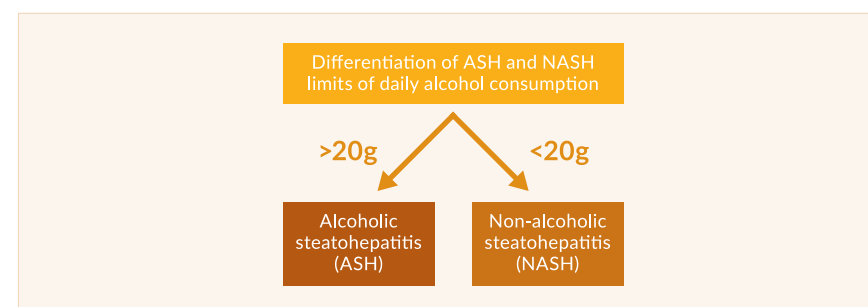 Differentiation of ASH and NASH
limits of daily alcohol consumption
>20g
<20g
Alcoholic
steatohepatitis
(ASH)
Non-alcoholic
steatohepatitis
(NASH)